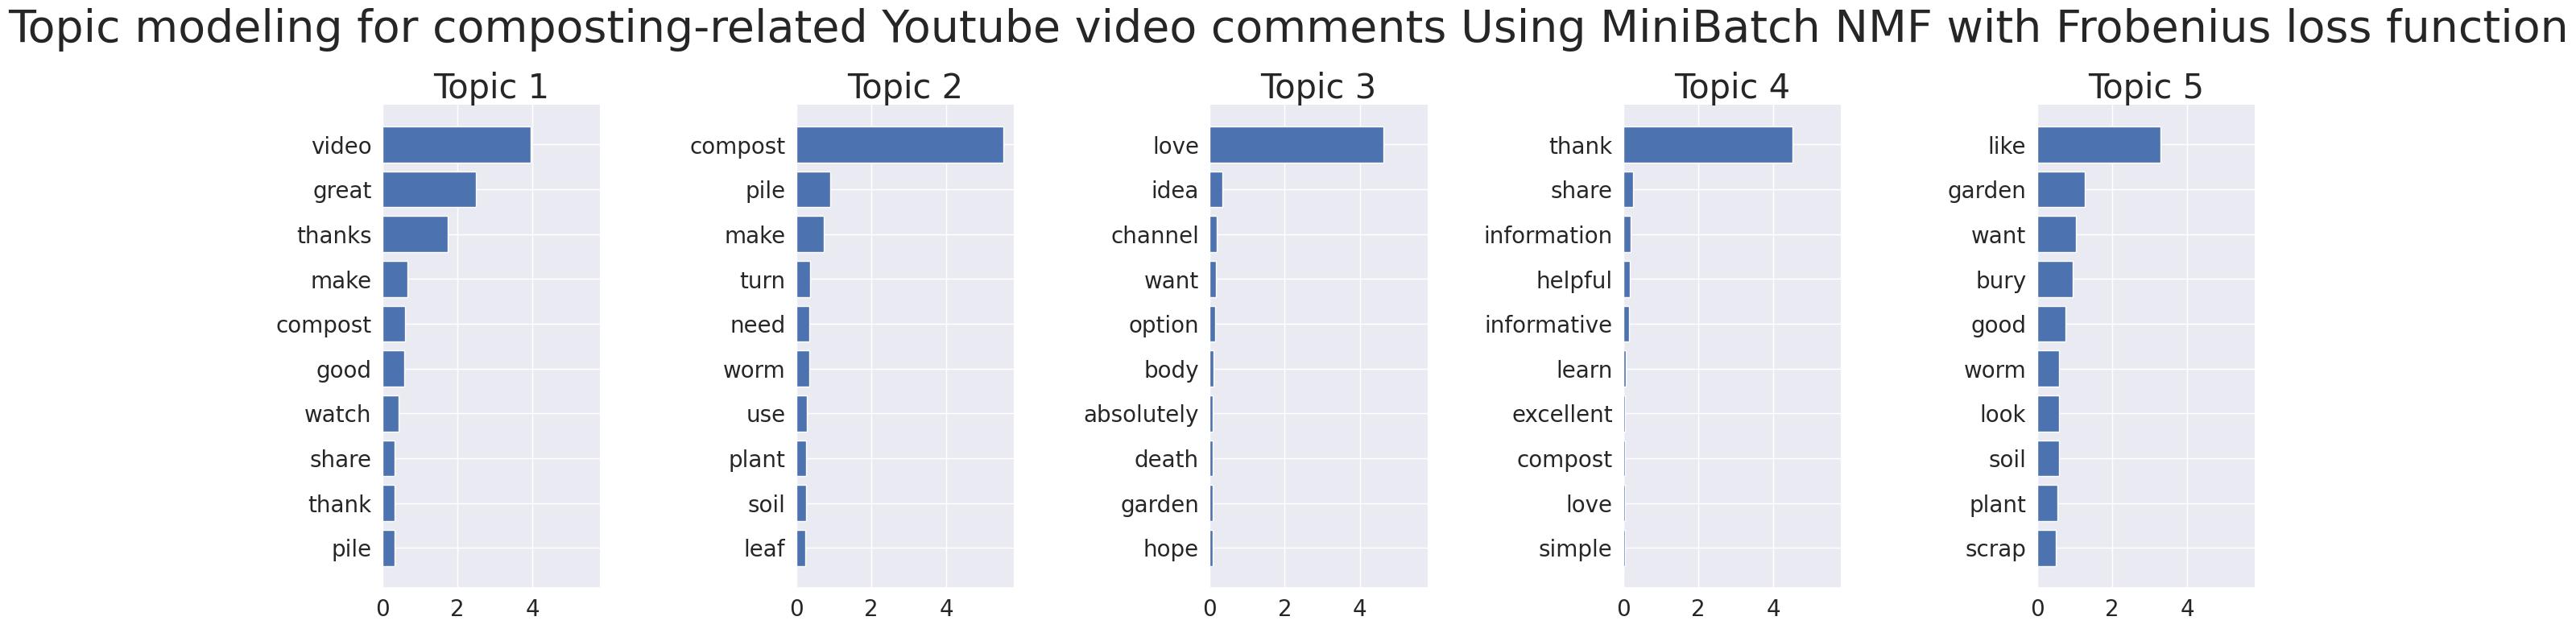 Topic modeling for composting-related Youtube video comments Using MiniBatch NMF with Frobenius loss function
Topic 1
video
great
thanks
make
compost
good
watch
share
thank
pile
0 2 4
Topic 2
compost
pile
make
turn
need
worm
use
plant
soil
leaf
0 2 4
Topic 3
love
idea
channel
want
option
body
absolutely
death
garden
hope
0 2 4
Topic 4
thank
share
information
helpful
informative
learn
excellent
compost
love
simple
0 2 4
Topic 5
like
garden
want
bury
good
worm
look
soil
plant
scrap
0 2 4